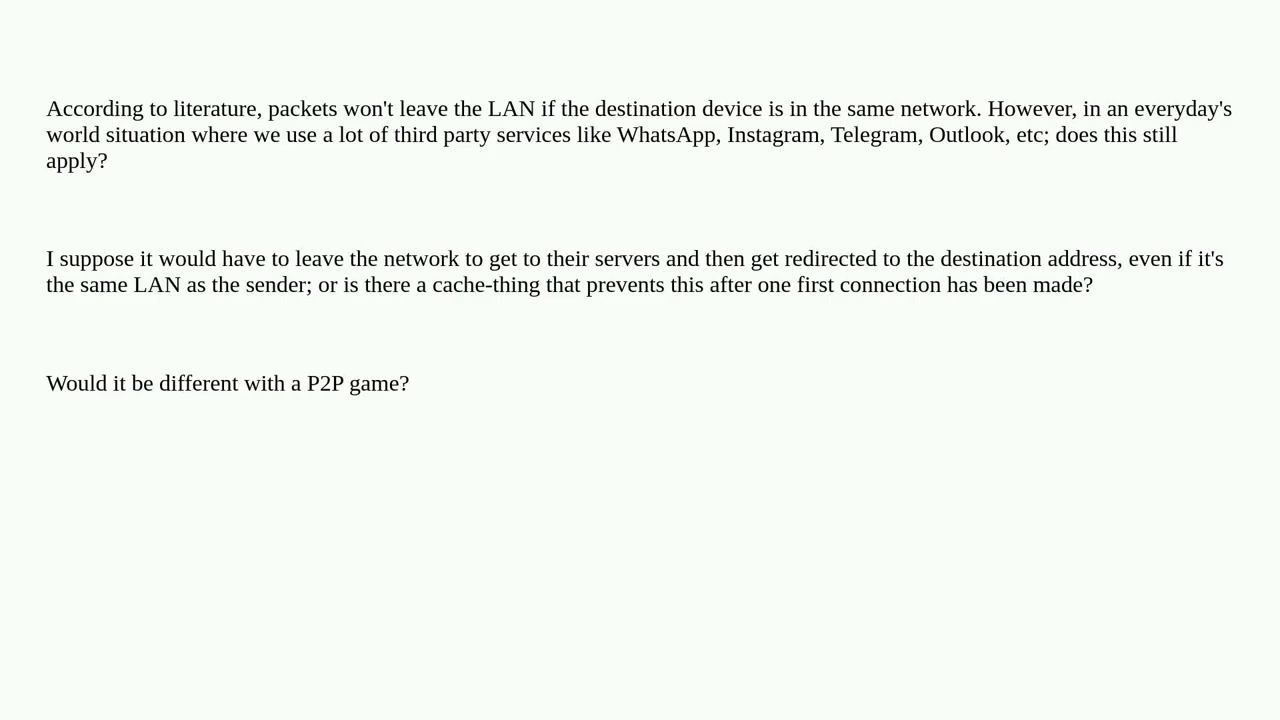 According to literature, packets won't leave the LAN if the destination device is in the same network. However, in an everyday's
world situation where we use a lot of third party services like WhatsApp, Instagram, Telegram, Outlook, etc; does this still
apply?
I suppose it would have to leave the network to get to their servers and then get redirected to the destination address, even if it's
the same LAN as the sender; or is there a cache-thing that prevents this after one first connection has been made?
Would it be different with a P2P game?